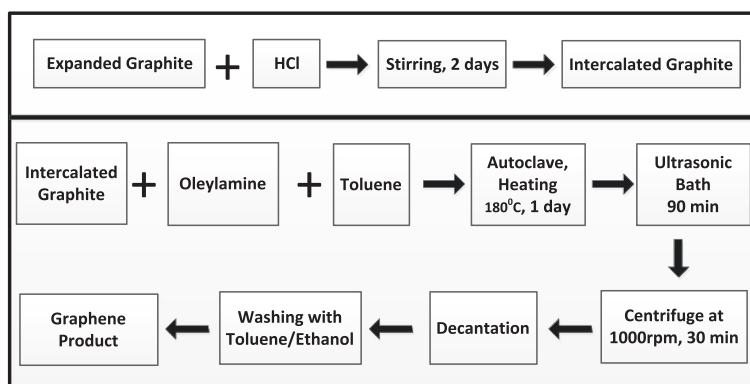 Expanded Graphite + HCl Stirring, 2 days Intercalated Graphite
Intercalated
Graphite
+
Oleylamine
+
Toluene
Autoclave,
Heating
180⁰C, 1 day
Ultrasonic
Bath
90 min
Centrifuge at
1000rpm, 30 min
Decantation
Washing with
Toluene/Ethanol
Graphene
Product